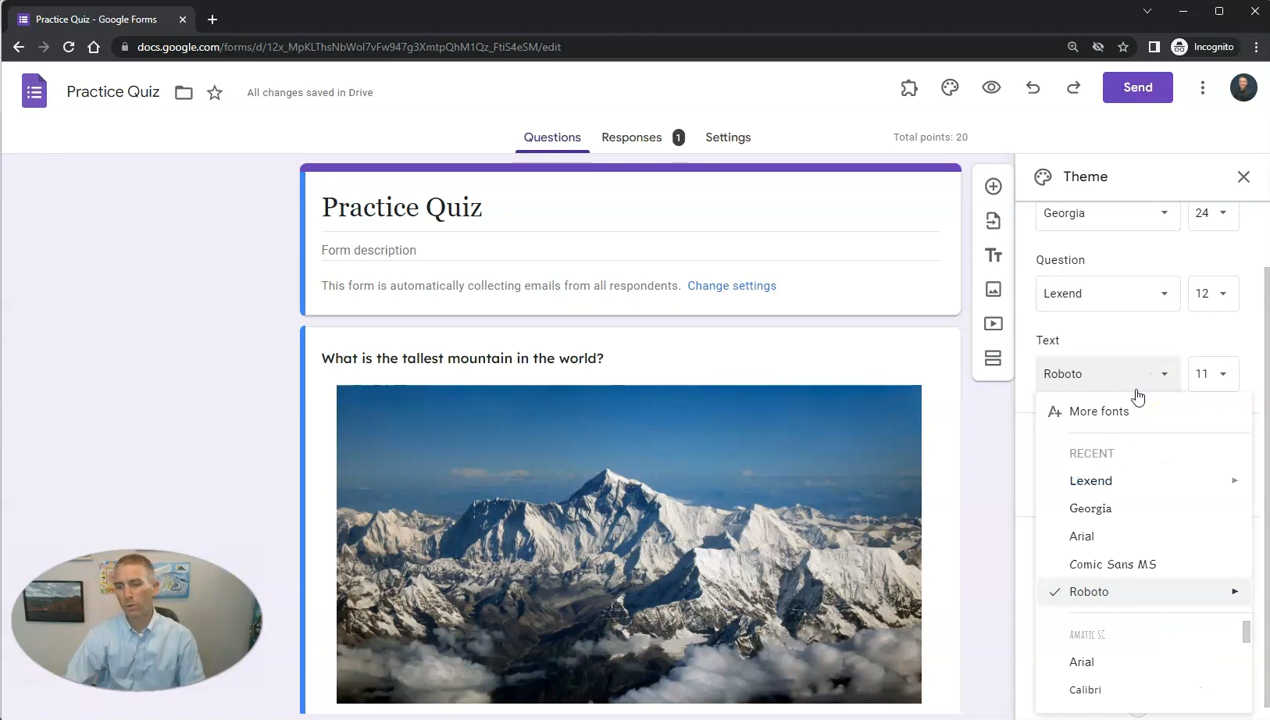 Practice Quiz - Google Forms
docs.google.com/forms/d/12x_MpKLThsNbWol7vFw947g3XmtpQhM1Qz_FtiS4eSM/edit
Incognito
Practice Quiz
All changes saved in Drive
Send
Questions
Responses 1
Settings
Total points: 20
Practice Quiz
Form description
This form is automatically collecting emails from all respondents. Change settings
What is the tallest mountain in the world?
Tт
Theme
Georgia 24
Question
Lexend 12
Text
Roboto 11
More fonts
RECENT
Lexend
Georgia
Arial
Comic Sans MS
Roboto
Amatic SC
Arial
Calibri